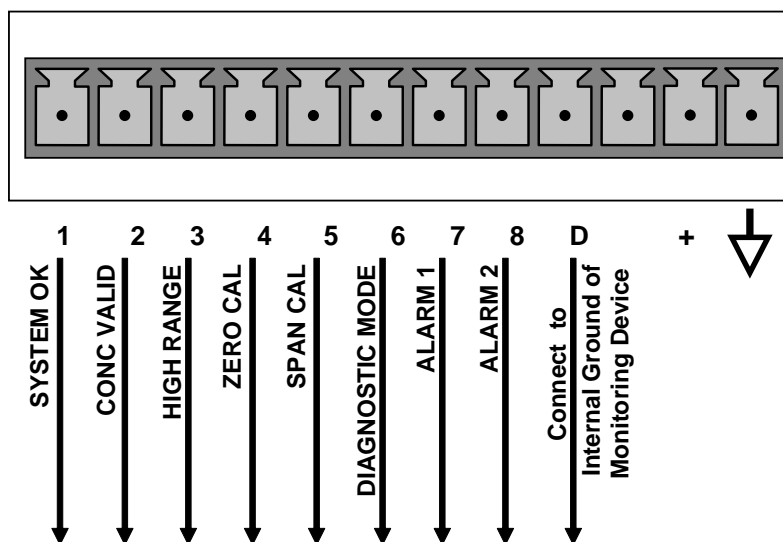 1 2 3 4 5 6 7 8 D +
SYSTEM OK
CONC VALID
HIGH RANGE
ZERO CAL
SPAN CAL
DIAGNOSTIC MODE
ALARM 1
ALARM 2
Connect to
Internal Ground of
Monitoring Device